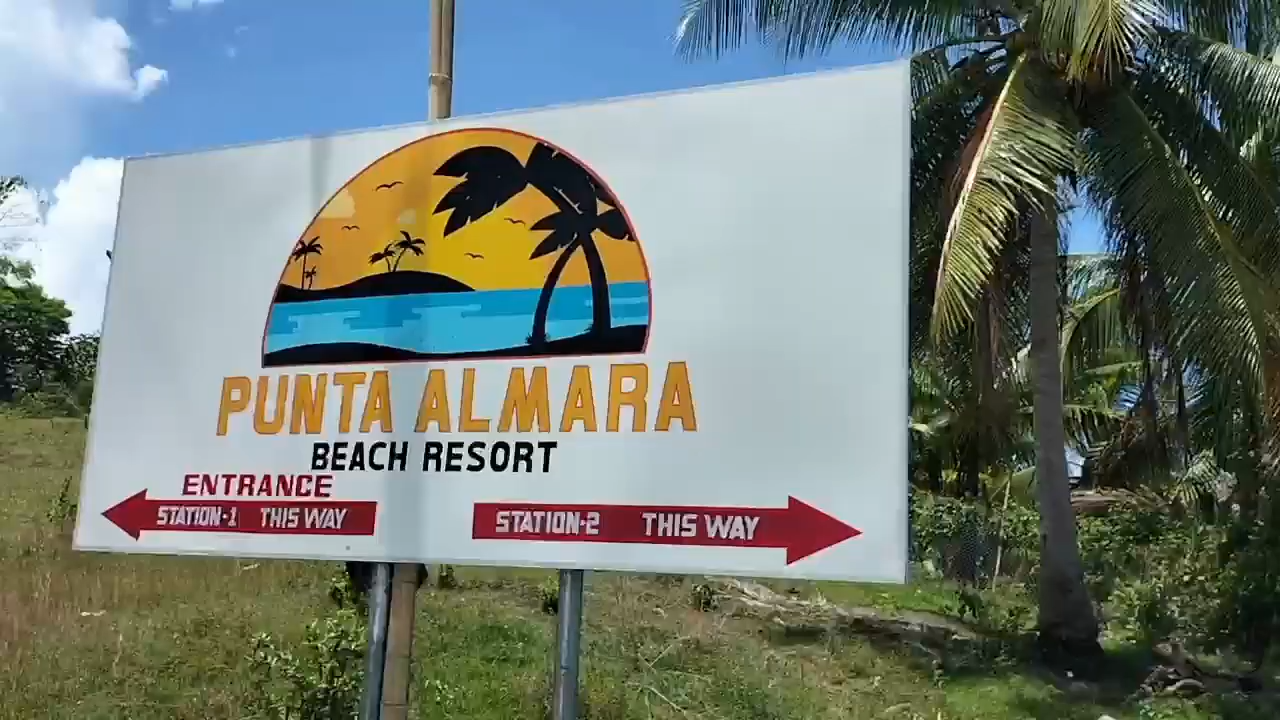 PUNTA ALMARA
BEACH RESORT
ENTRANCE
STATION-1 THIS WAY
STATION-2 THIS WAY